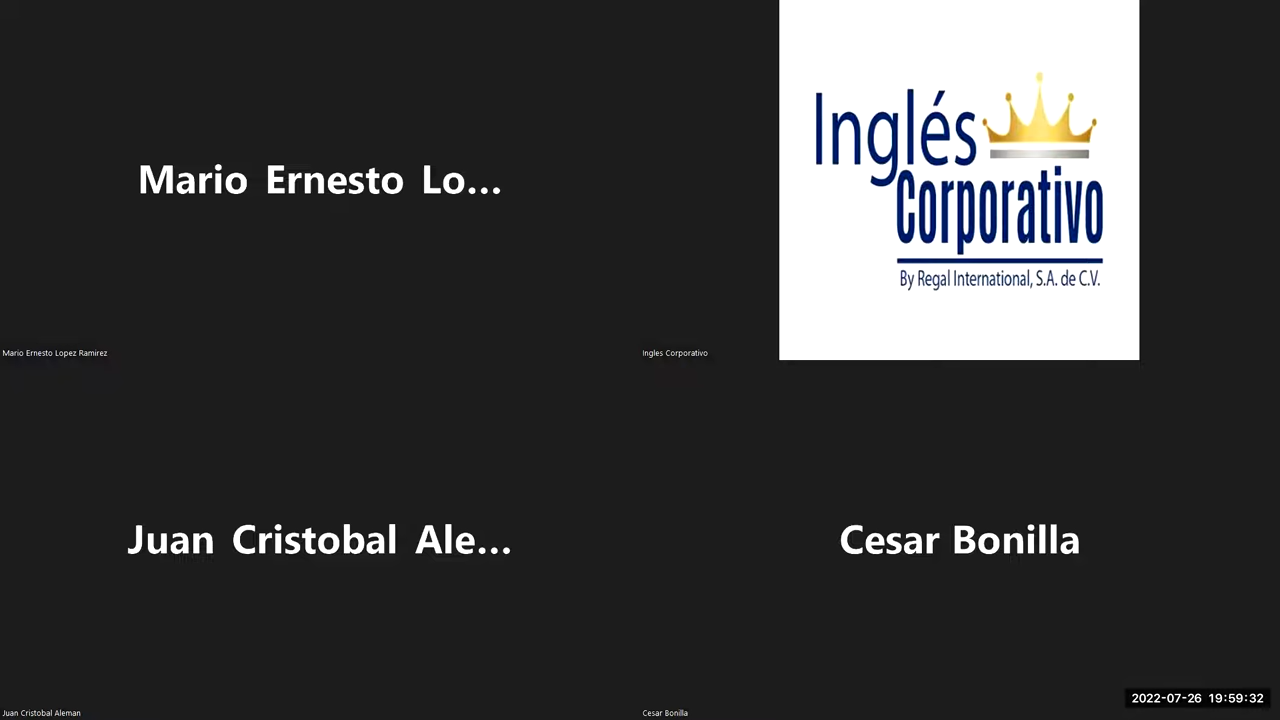 Mario Ernesto Lo...
Mario Ernesto Lopez Ramirez
Inglés
Corporativo
By Regal International, S.A. de C.V.
Ingles Corporativo
Juan Cristobal Ale...
Juan Cristobal Aleman
Cesar Bonilla
Cesar Bonilla
2022-07-26 19:59:32